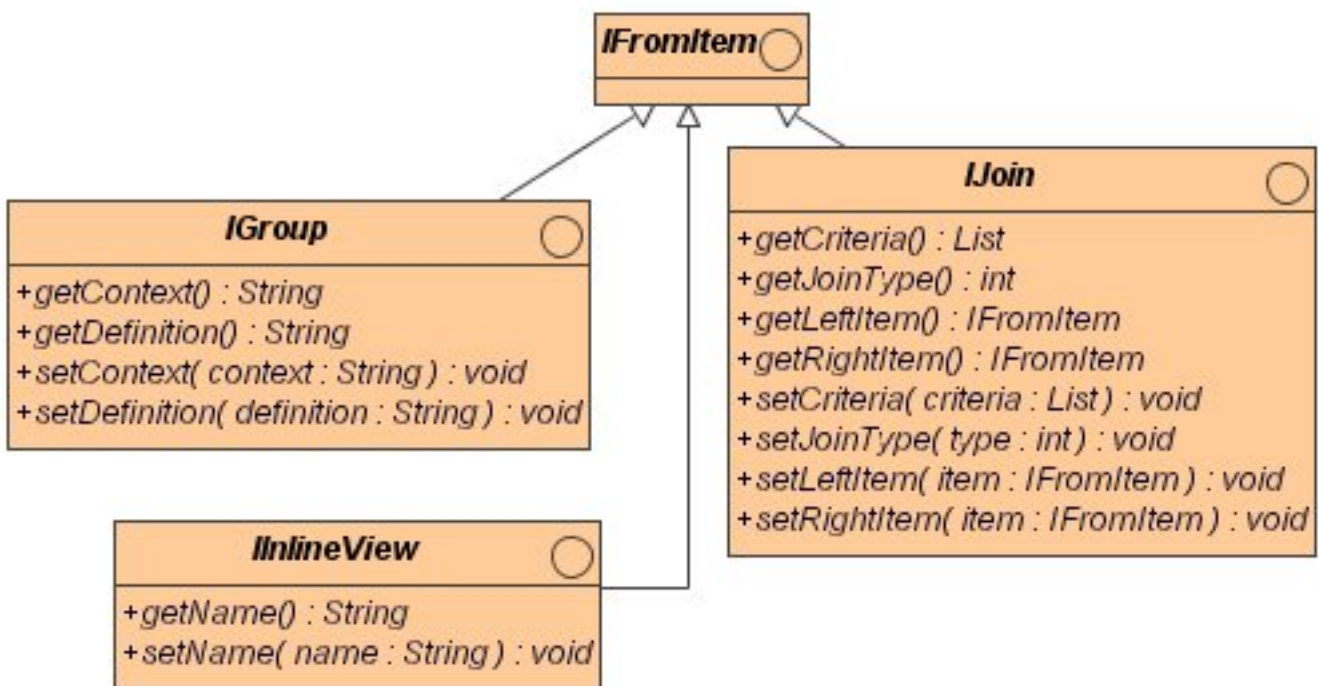 IFromItem
IGroup
+getContext() : String
+getDefinition() : String
+setContext( context : String ) : void
+setDefinition( definition : String ) : void
IJoin
+getCriteria() : List
+getJoinType() : int
+getLeftItem() : IFromItem
+getRightItem() : IFromItem
+setCriteria( criteria : List ) : void
+setJoinType( type : int ) : void
+setLeftItem( item : IFromItem ) : void
+setRightItem( item : IFromItem ) : void
IInlineView
+getName() : String
+setName( name : String ) : void